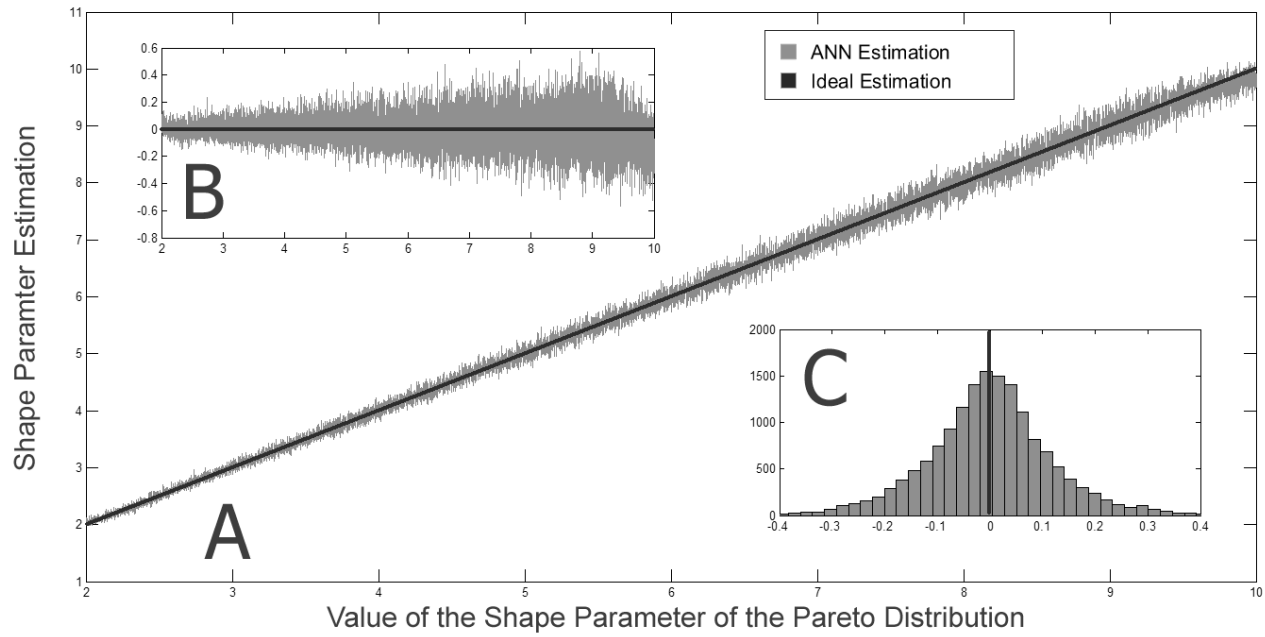 11
10
9
8
7
6
5
4
3
2
1
Shape Paramter Estimation
0.6
0.4
0.2
0
-0.2
-0.4
-0.6
-0.8
2 3 4 5 6 7 8 9 10
B
ANN Estimation
Ideal Estimation
A
2000
1500
1000
500
0
-0.4 -0.3 -0.2 -0.1 0 0.1 0.2 0.3 0.4
C
2 3 4 5 6 7 8 9 10
Value of the Shape Parameter of the Pareto Distribution